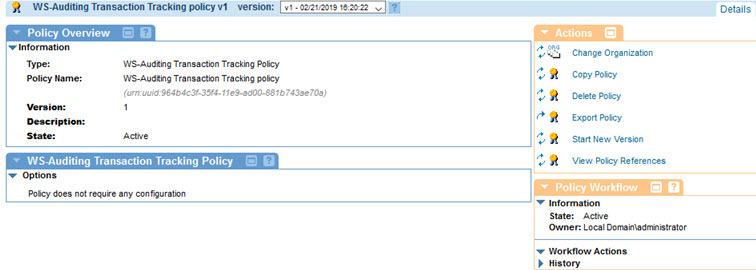 WS-Auditing Transaction Tracking policy v1 version: v1 - 02/21/2019 16:20:22 ?
Details
Policy Overview ?
Information
Type: WS-Auditing Transaction Tracking Policy
Policy Name: WS-Auditing Transaction Tracking policy
(urn:uuid:964b4c3f-35f4-11e9-ad00-881b743ae70a)
Version: 1
Description:
State: Active
WS-Auditing Transaction Tracking Policy ?
Options
Policy does not require any configuration
Actions ?
ORG Change Organization
Copy Policy
Delete Policy
Export Policy
Start New Version
View Policy References
Policy Workflow ?
Information
State: Active
Owner: Local Domain\administrator
Workflow Actions
History